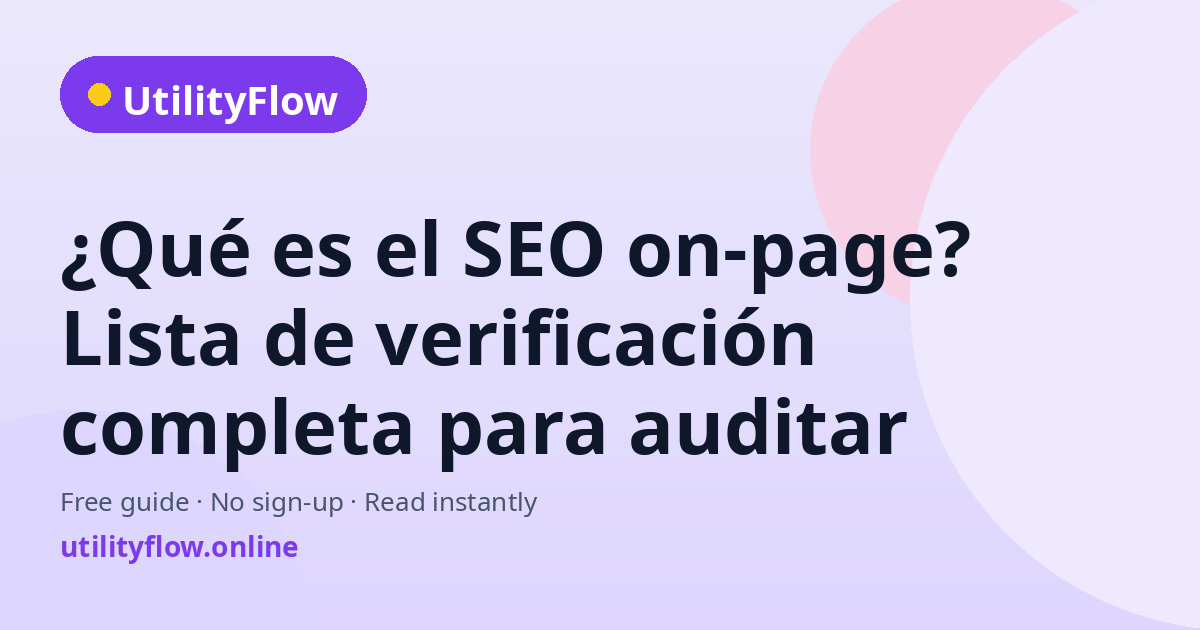 UtilityFlow
¿Qué es el SEO on-page?
Lista de verificación
completa para auditar
Free guide · No sign-up · Read instantly
utilityflow.online